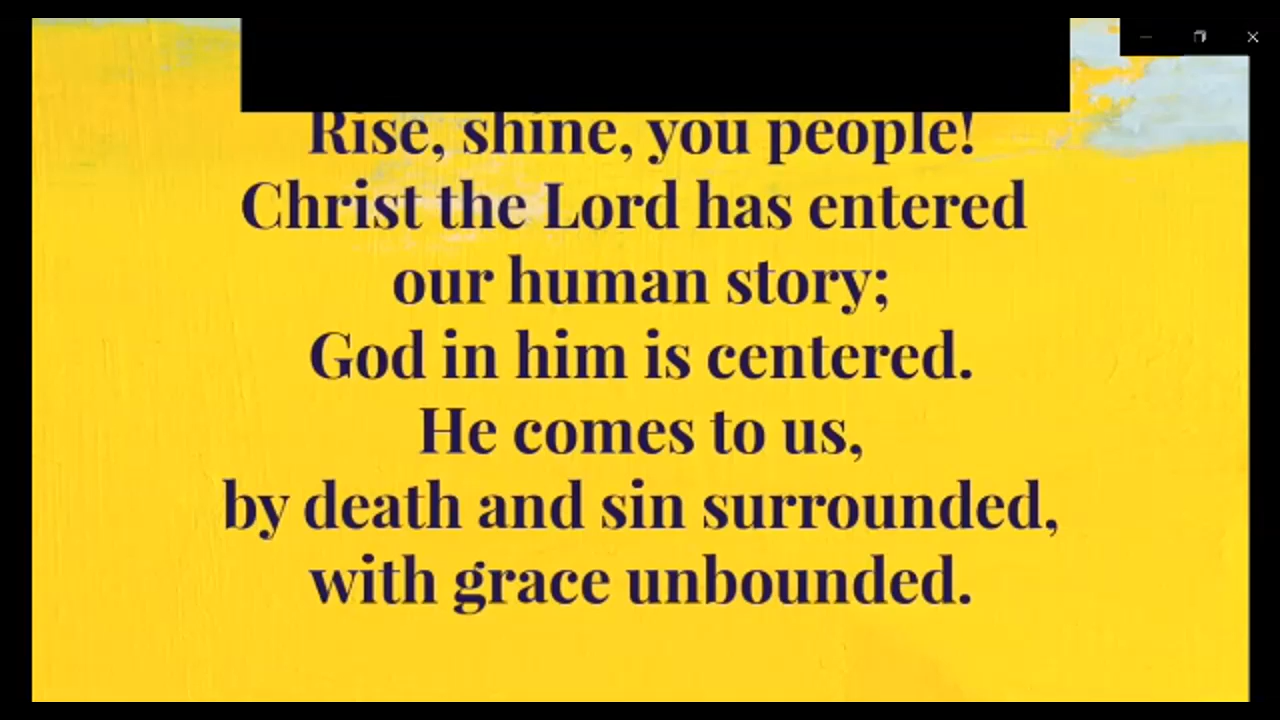 Rise, shine, you people!
Christ the Lord has entered
our human story;
God in him is centered.
He comes to us,
by death and sin surrounded,
with grace unbounded.